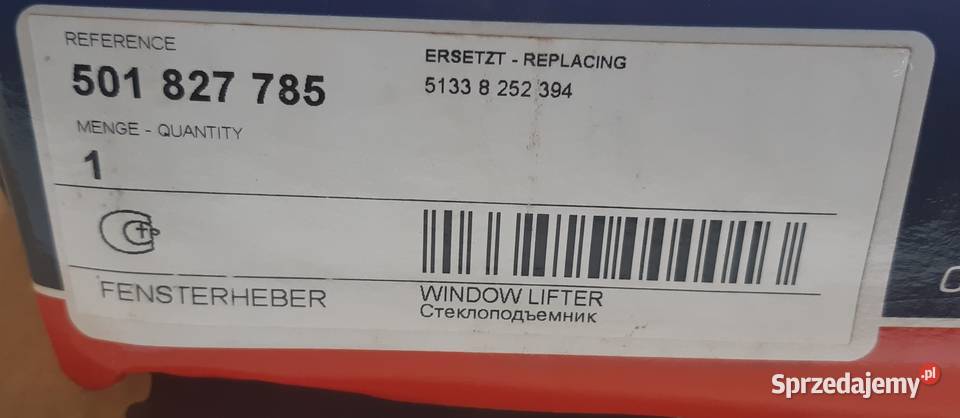 REFERENCE
501 827 785
MENGE - QUANTITY
1
ERSETZT - REPLACING
5133 8 252 394
FENSTERHEBER
WINDOW LIFTER
Стеклоподъемник
Sprzedajemy.pl